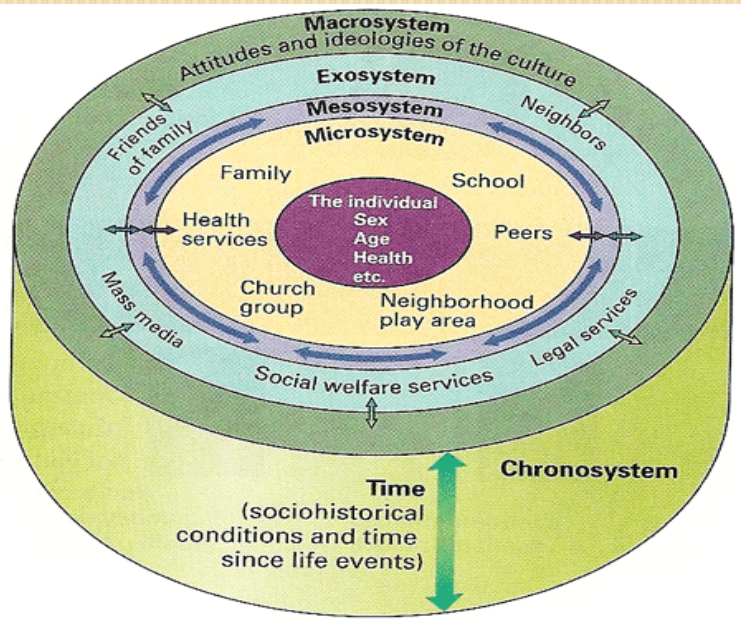 Macrosystem
Attitudes and ideologies of the culture
Exosystem
Mesosystem
Microsystem
Friends
of family
Neighbors
Family
School
The individual
Sex
Age
Health
etc.
Health
services
Peers
Church
group
Neighborhood
play area
Mass media
Social welfare services
Legal services
Chronosystem
Time
(sociohistorical
conditions and time
since life events)